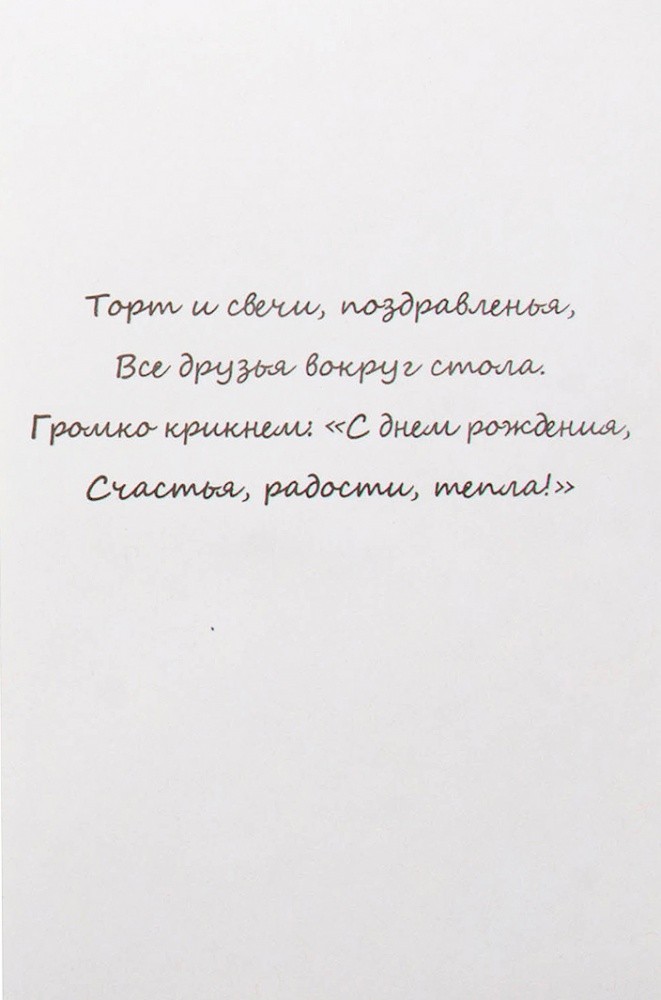 Торт и свечи, поздравленья,
Все друзья вокруг стола.
Громко крикнем: «С днем рождения,
Счастья, радости, тепла!»